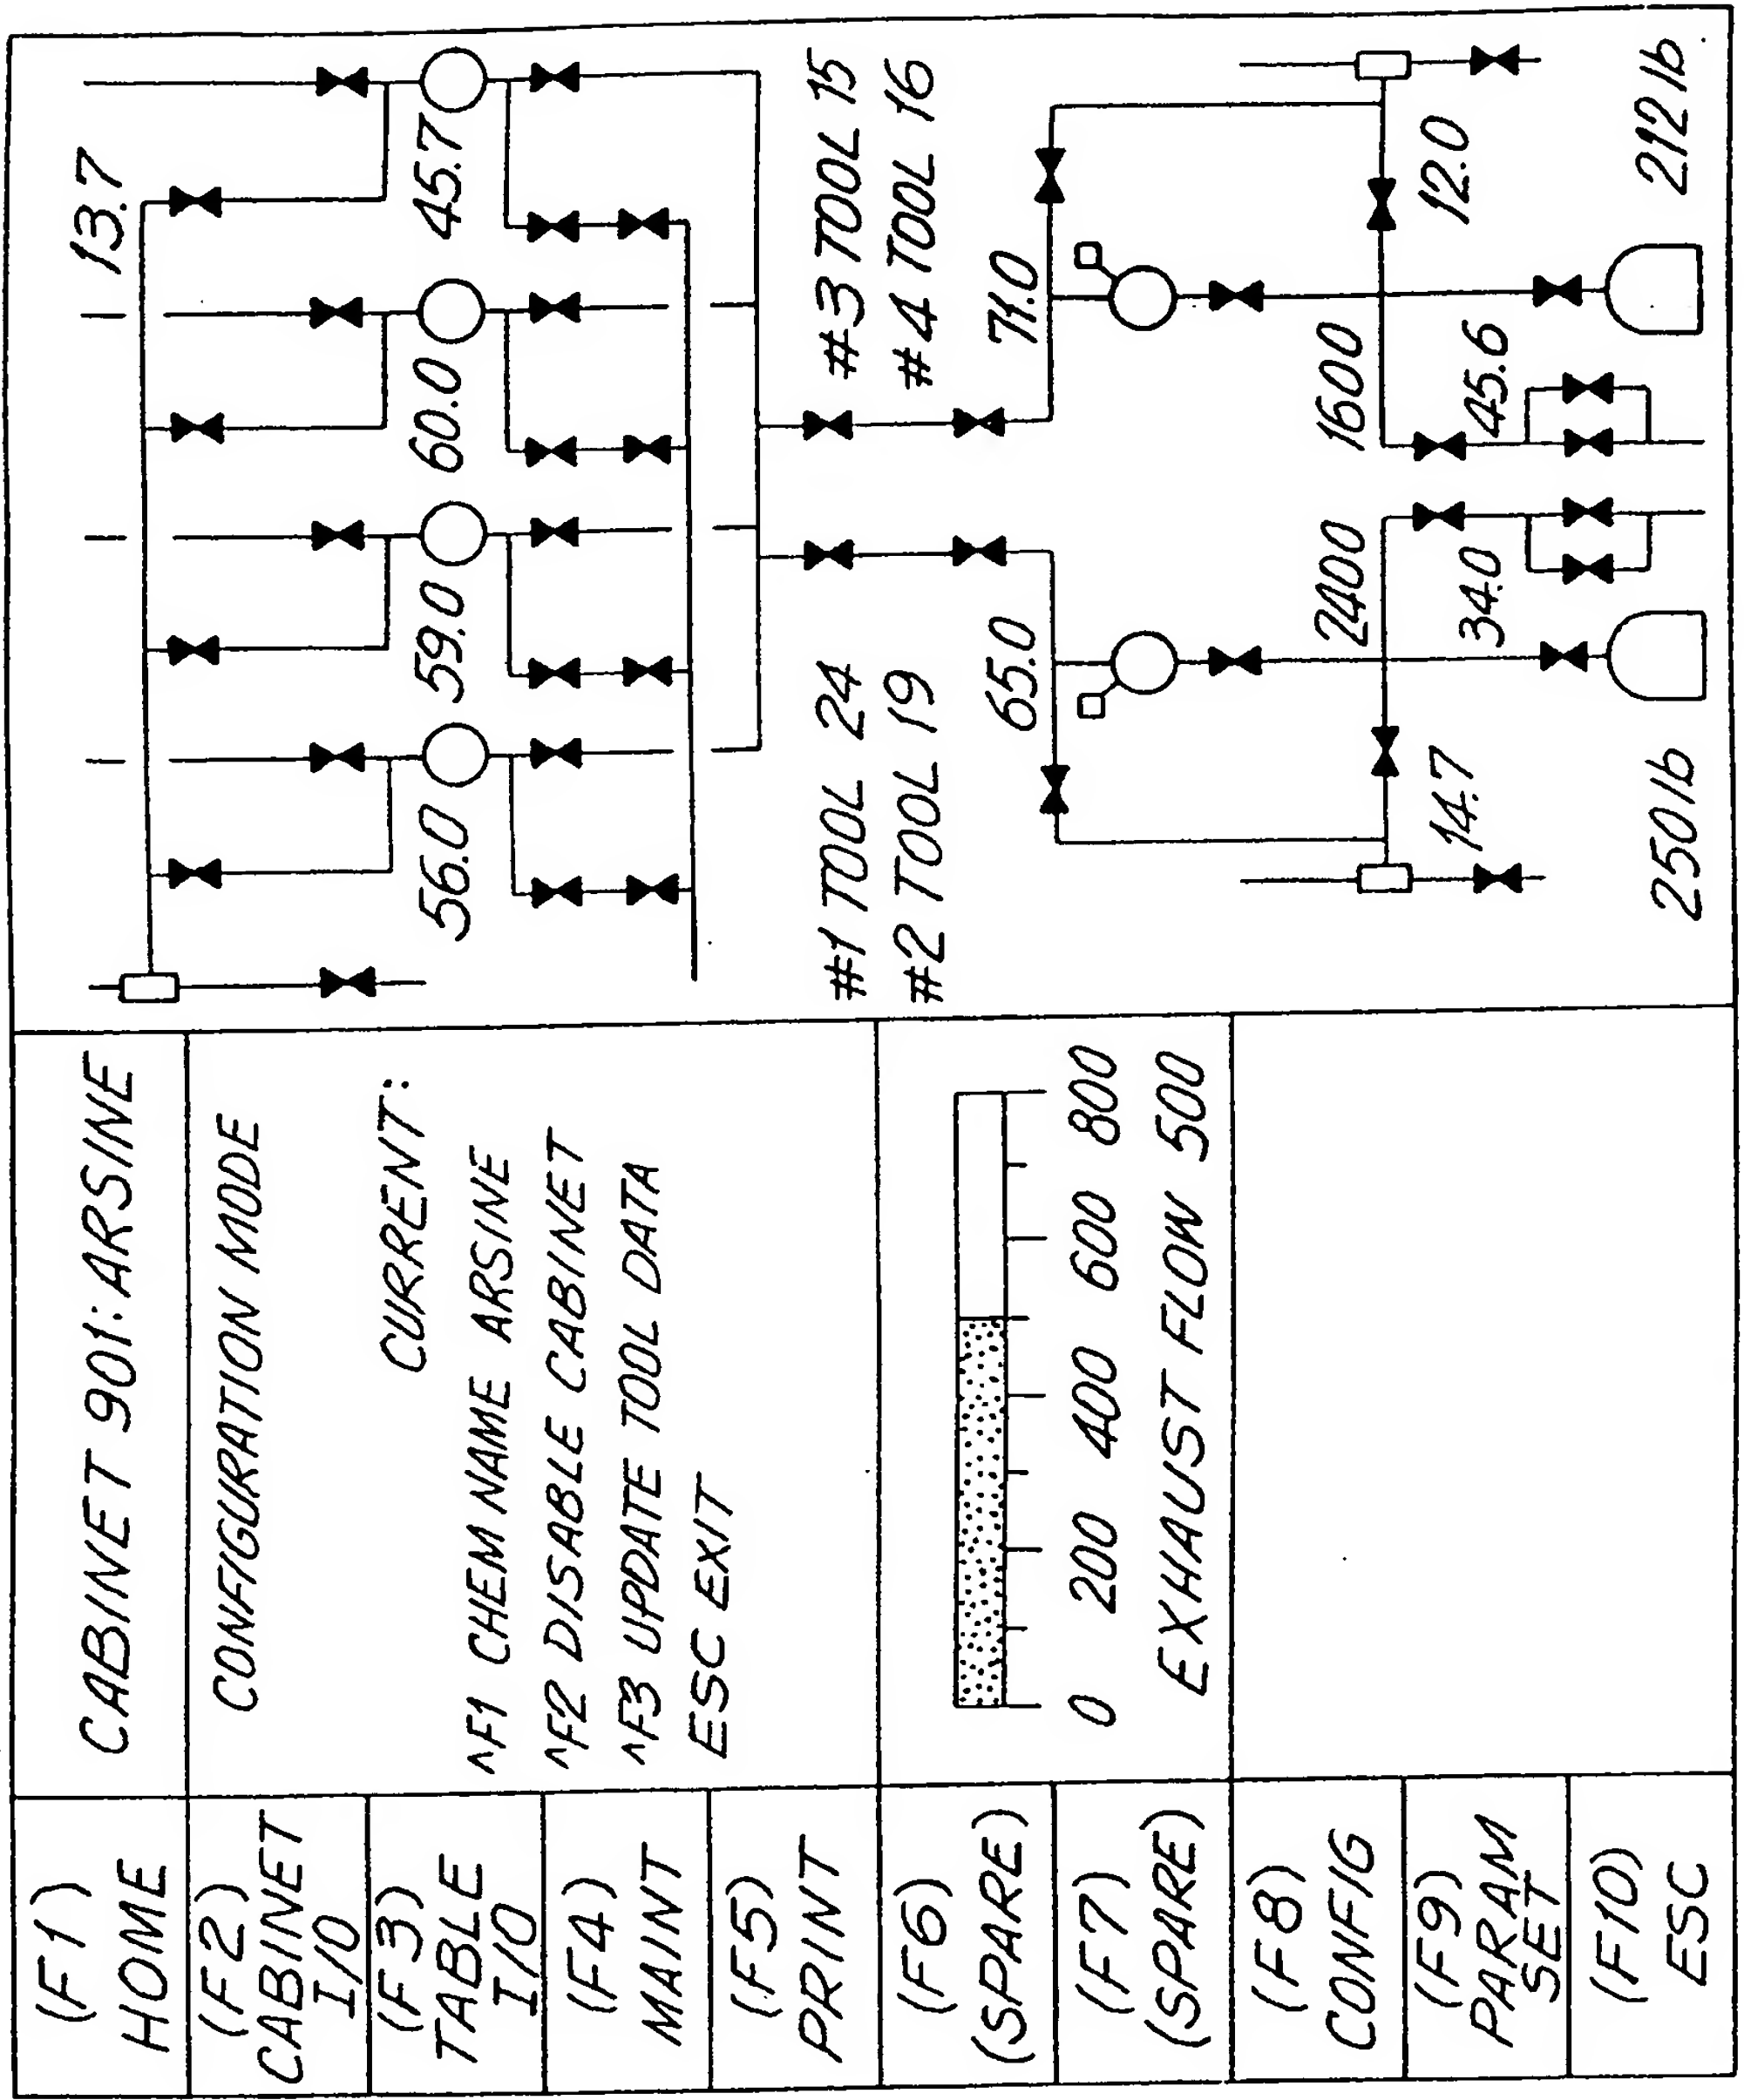 (F1)
HOME
(F2)
CABINET
I/O
(F3)
TABLE
I/O
(F4)
MAINT
(F5)
PRINT
(F6)
(SPARE)
(F7)
(SPARE)
(F8)
CONFIG
(F9)
PARAM
SET
(F10)
ESC
CABINET 901: ARSINE
CONFIGURATION MODE
CURRENT:
^F1 CHEM NAME ARSINE
^F2 DISABLE CABINET
^F3 UPDATE TOOL DATA
ESC EXIT
0 200 400 600 800
EXHAUST FLOW 500
13.7
56.0 59.0 60.0 45.7
#1 TOOL 24 #3 TOOL 15
#2 TOOL 19 #4 TOOL 16
65.0 71.0
2400 1600
14.7 34.0 45.6 12.0
250 lb 212 lb